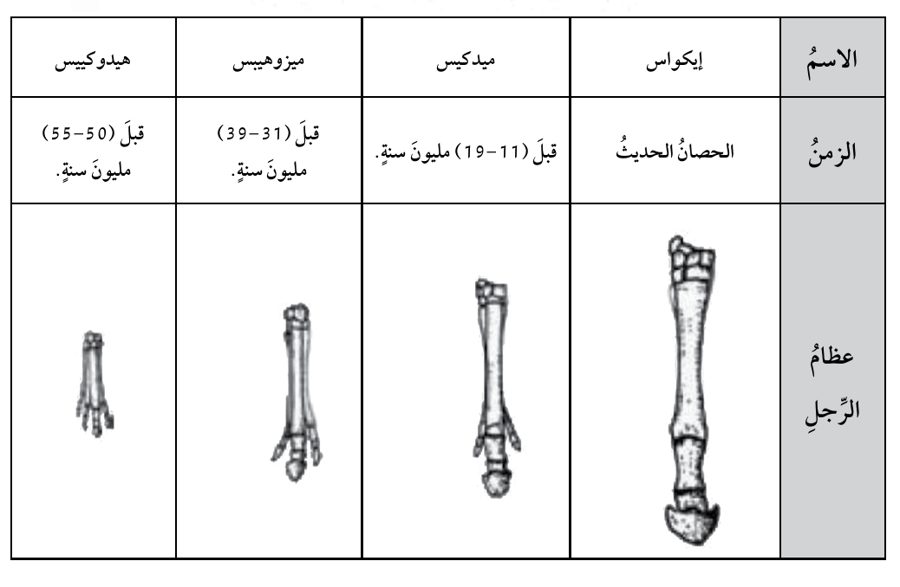 الاسمُ
إيكواس
ميدكيس
ميزوهيبس
هيدوكييس
الزمنُ
الحصانُ الحديثُ
قبلَ (11-19) مليونَ سنةٍ.
قبلَ (31-39)
مليونَ سنةٍ.
قبلَ (50-55)
مليونَ سنةٍ.
عظامُ
الرِّجلِ